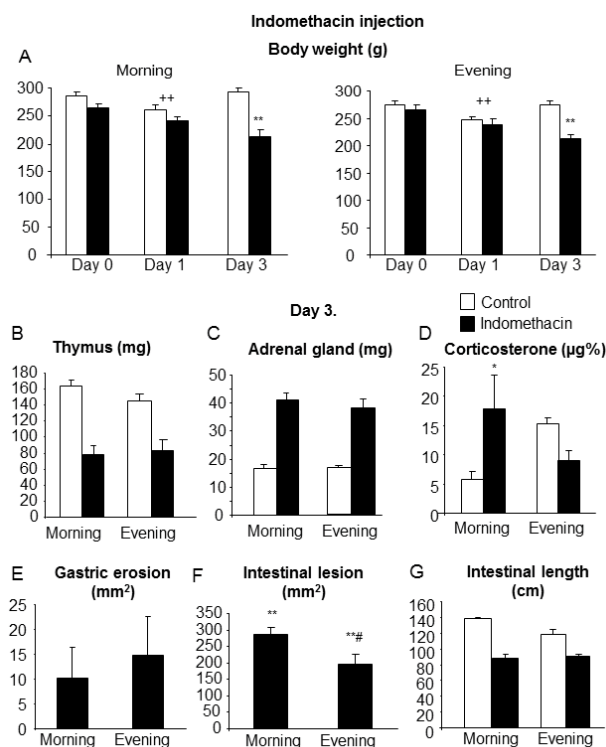 Indomethacin injection
Body weight (g)
A
Morning
Evening
300
250
200
150
100
50
0
++
**
Day 0 Day 1 Day 3
300
250
200
150
100
50
0
++
**
Day 0 Day 1 Day 3
Day 3.
Control
Indomethacin
B
Thymus (mg)
180
160
140
120
100
80
60
40
20
0
Morning Evening
C
Adrenal gland (mg)
50
40
30
20
10
0
Morning Evening
D
Corticosterone (µg%)
25
20
15
10
5
0
*
Morning Evening
E
Gastric erosion
(mm²)
25
20
15
10
5
0
Morning Evening
F
Intestinal lesion
(mm²)
350
300
250
200
150
100
50
0
**
**#
Morning Evening
G
Intestinal length
(cm)
160
140
120
100
80
60
40
20
0
Morning Evening